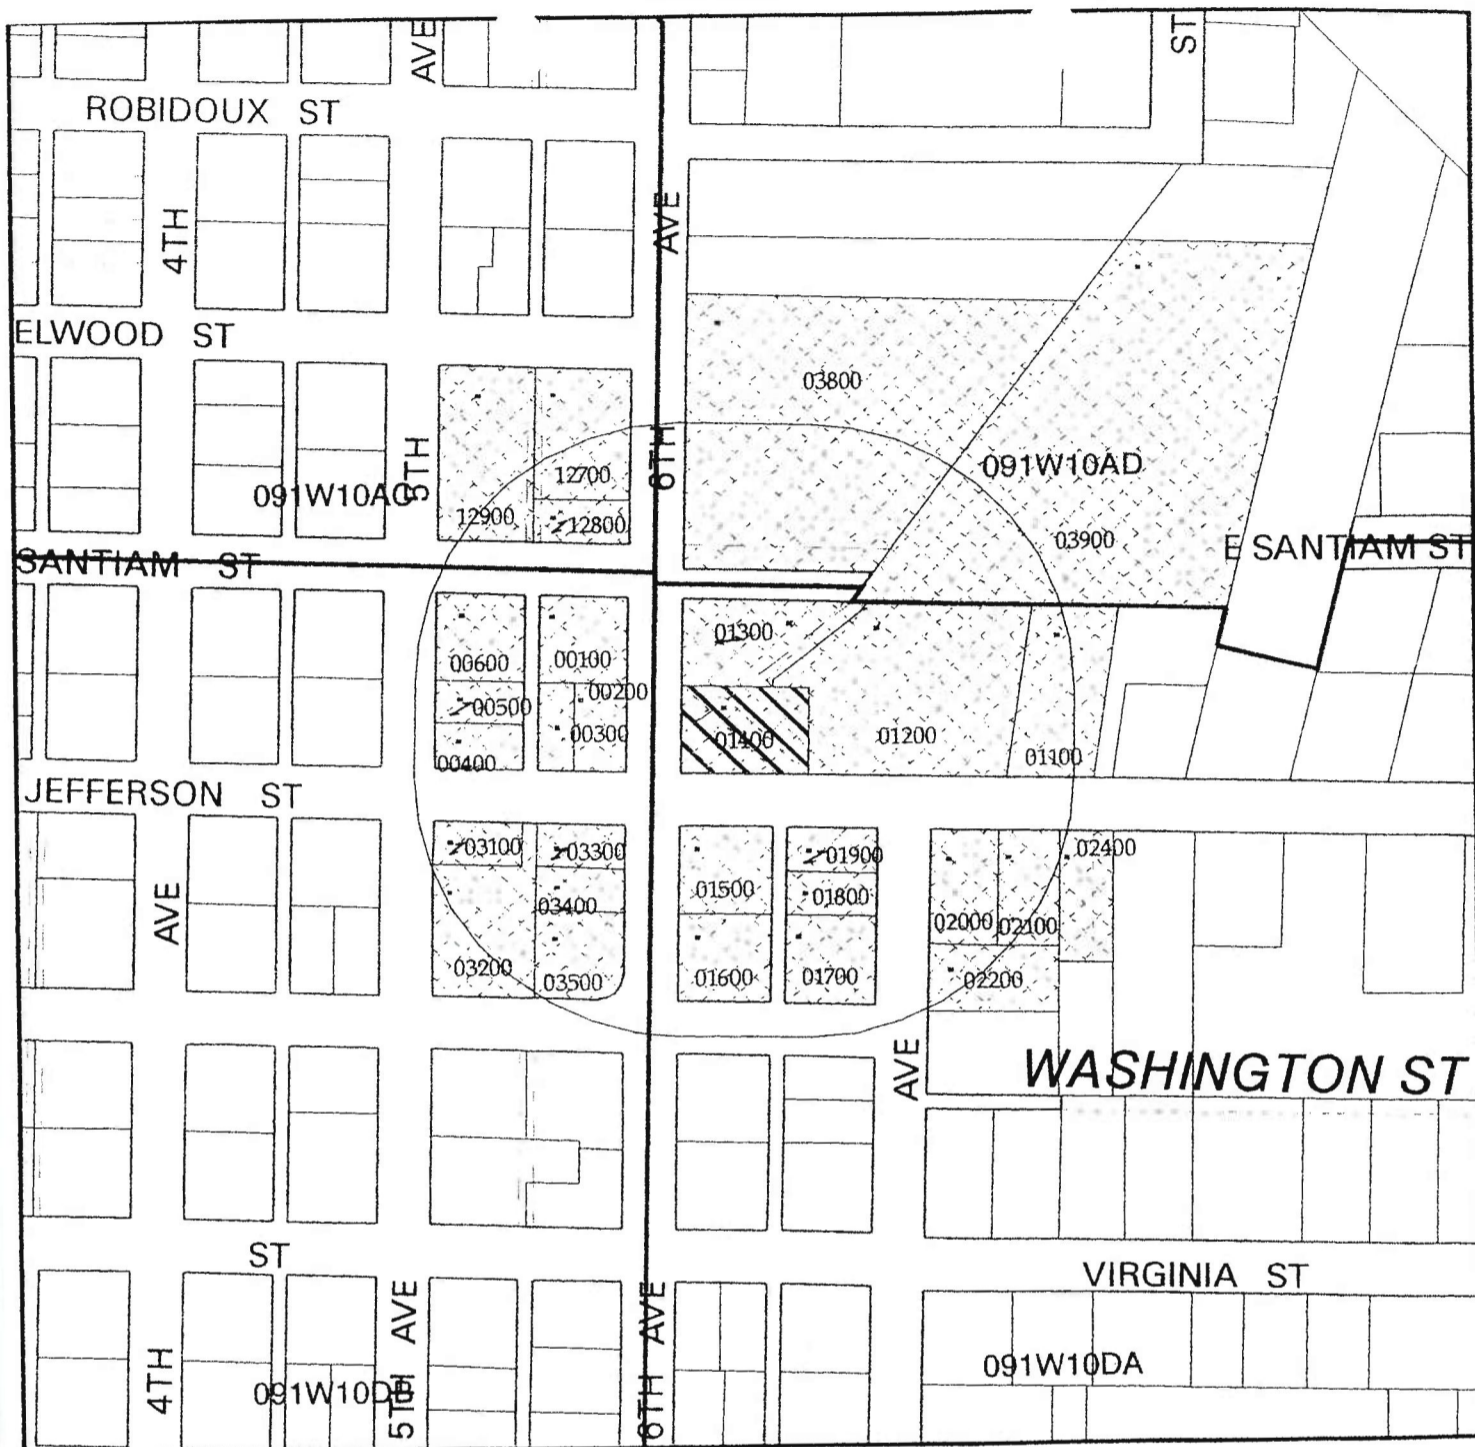 AVE
ST
ROBIDOUX ST
4TH
AVE
ELWOOD ST
03800
5TH
6TH
12700
091W10AC
091W10AD
12900
12800
03900
E SANTIAM ST
SANTIAM ST
01300
00600
00100
00200
00500
00300
01400
01200
01100
00400
JEFFERSON ST
03100
03300
01900
02400
01500
01800
03400
AVE
02000
02100
03200
03500
01600
01700
02200
AVE
WASHINGTON ST
ST
VIRGINIA ST
4TH
5TH AVE
6TH AVE
091W10DB
091W10DA